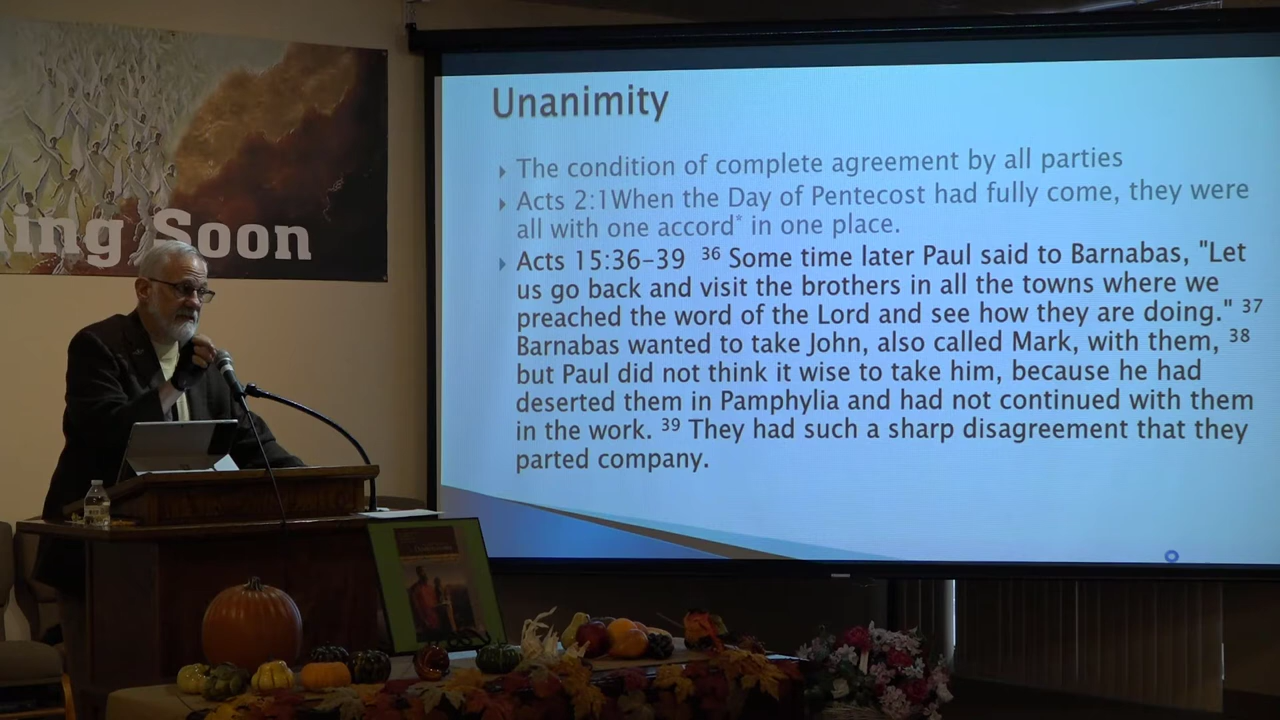 ing Soon
Unanimity
The condition of complete agreement by all parties
Acts 2:1When the Day of Pentecost had fully come, they were
all with one accord* in one place.
Acts 15:36-39 36 Some time later Paul said to Barnabas, "Let
us go back and visit the brothers in all the towns where we
preached the word of the Lord and see how they are doing." 37
Barnabas wanted to take John, also called Mark, with them, 38
but Paul did not think it wise to take him, because he had
deserted them in Pamphylia and had not continued with them
in the work. 39 They had such a sharp disagreement that they
parted company.